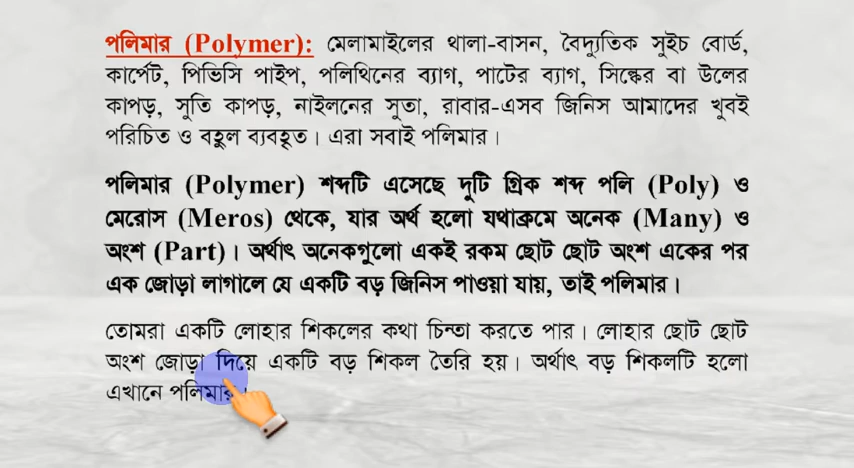 পলিমার (Polymer): মেলামাইলের থালা-বাসন, বৈদ্যুতিক সুইচ বোর্ড,
কার্পেট, পিভিসি পাইপ, পলিথিনের ব্যাগ, পাটের ব্যাগ, সিল্কের বা উলের
কাপড়, সুতি কাপড়, নাইলনের সুতা, রাবার-এসব জিনিস আমাদের খুবই
পরিচিত ও বহুল ব্যবহৃত। এরা সবাই পলিমার।
পলিমার (Polymer) শব্দটি এসেছে দুটি গ্রিক শব্দ পলি (Poly) ও
মেরোস (Meros) থেকে, যার অর্থ হলো যথাক্রমে অনেক (Many) ও
অংশ (Part)। অর্থাৎ অনেকগুলো একই রকম ছোট ছোট অংশ একের পর
এক জোড়া লাগালে যে একটি বড় জিনিস পাওয়া যায়, তাই পলিমার।
তোমরা একটি লোহার শিকলের কথা চিন্তা করতে পার। লোহার ছোট ছোট
অংশ জোড়া দিয়ে একটি বড় শিকল তৈরি হয়। অর্থাৎ বড় শিকলটি হলো
এখানে পলিমার।